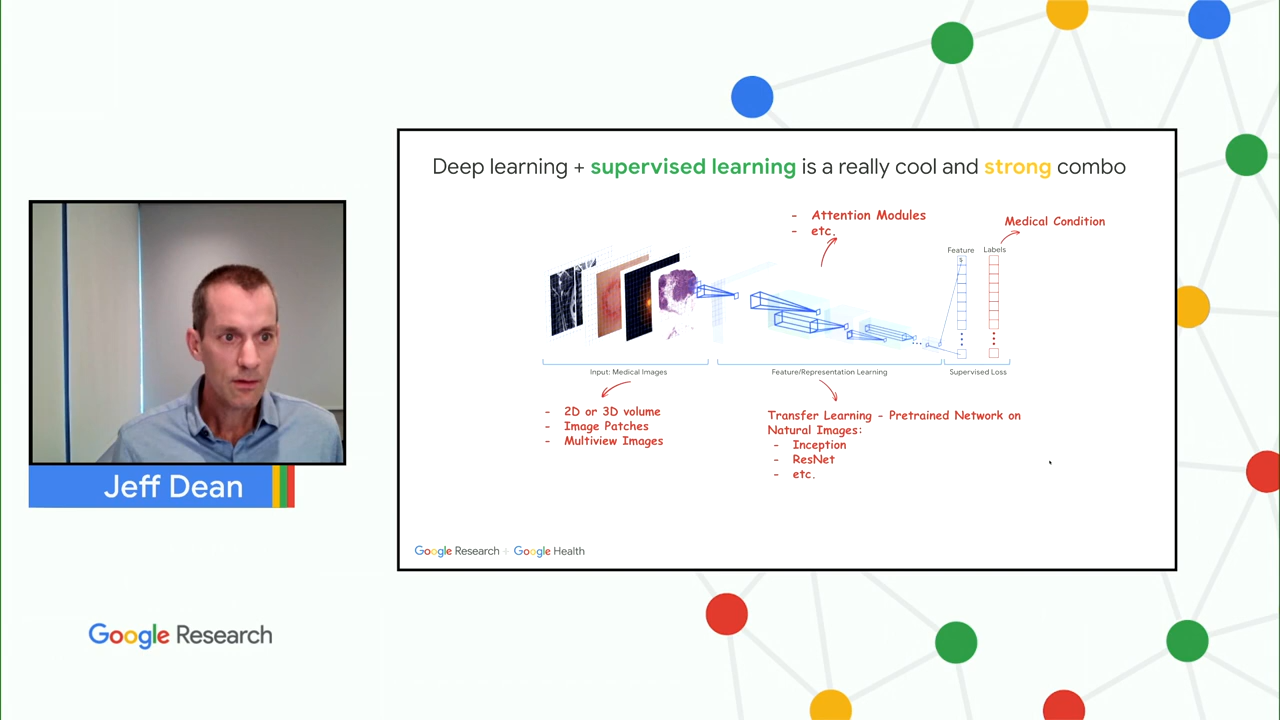 Deep learning + supervised learning is a really cool and strong combo
- Attention Modules
- etc.
Medical Condition
Feature
Labels
Input: Medical Images
Feature/Representation Learning
Supervised Loss
- 2D or 3D volume
- Image Patches
- Multiview Images
Transfer Learning - Pretrained Network on
Natural Images:
- Inception
- ResNet
- etc.
Google Research + Google Health
Jeff Dean
Google Research